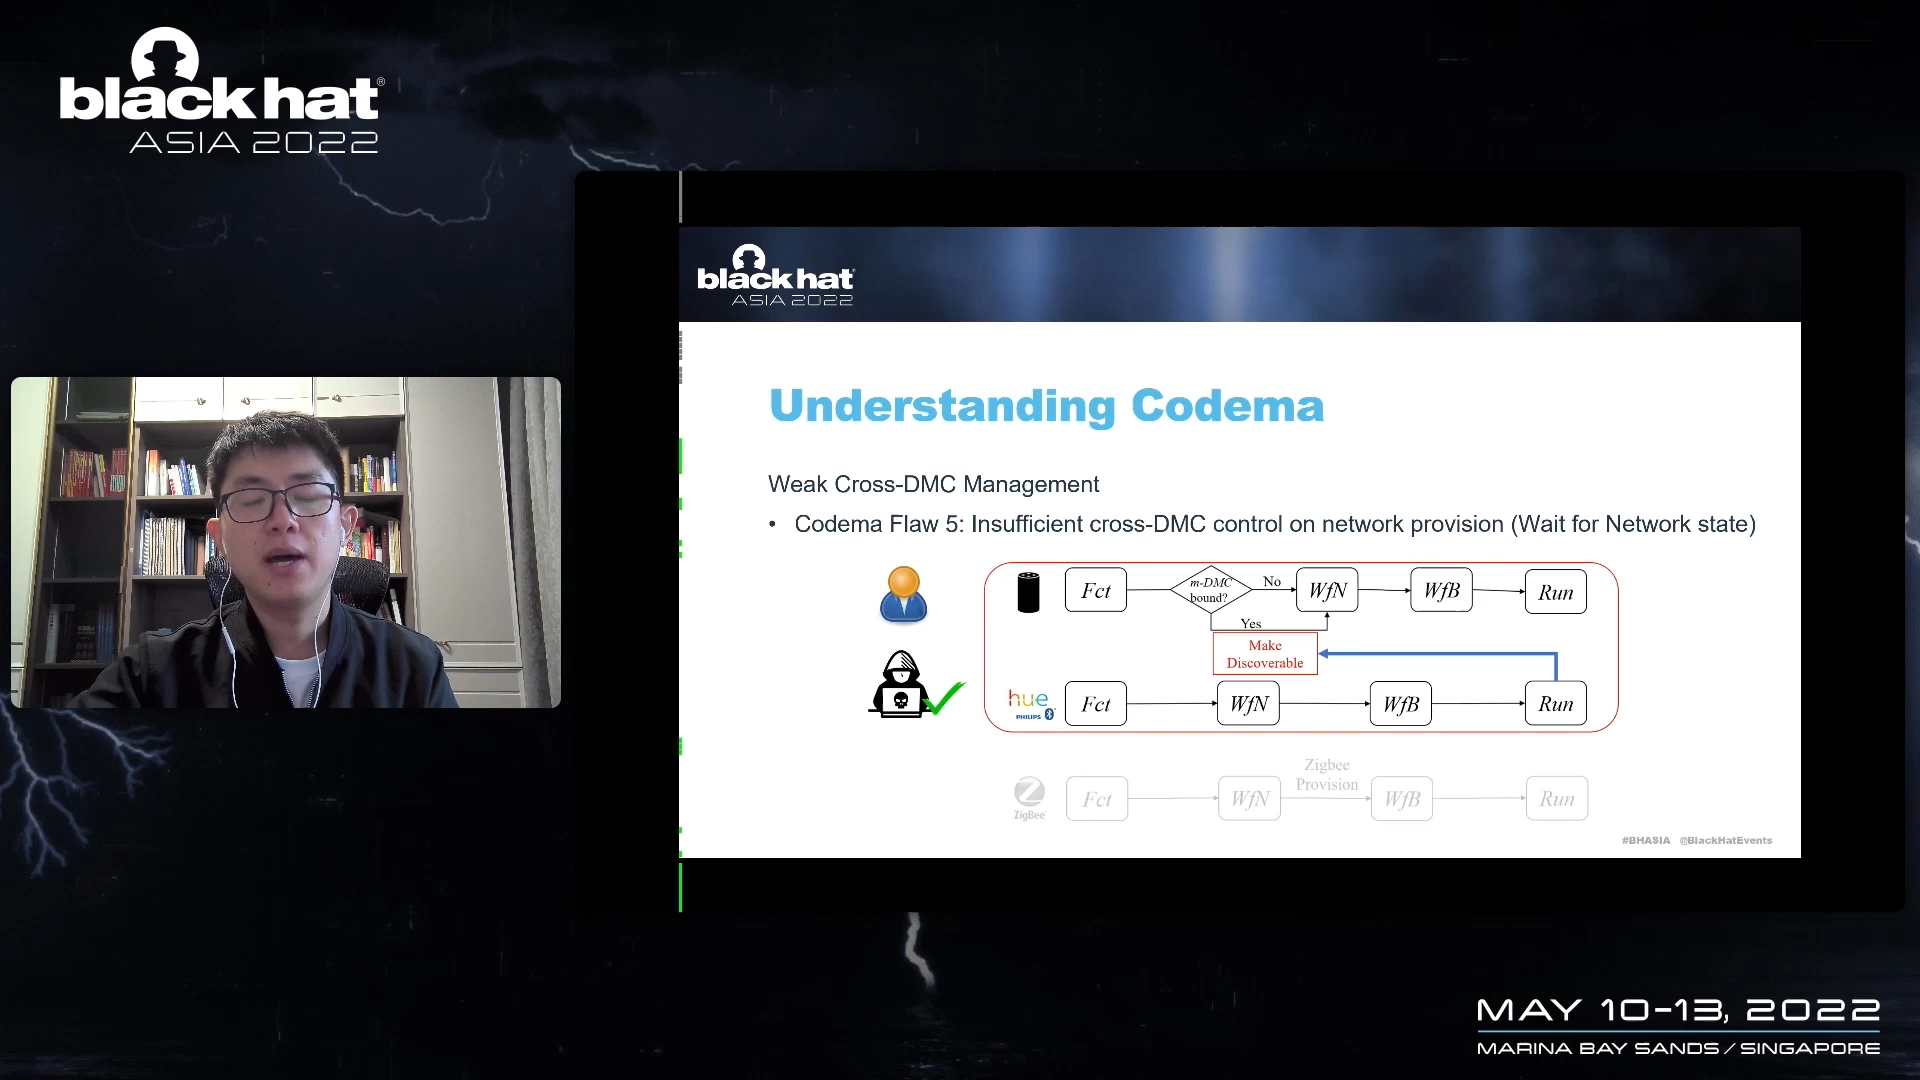 black hat®
ASIA 2022
black hat®
ASIA 2022
Understanding Codema
Weak Cross-DMC Management
• Codema Flaw 5: Insufficient cross-DMC control on network provision (Wait for Network state)
Fct
m-DMC
bound?
No
WfN
WfB
Run
Yes
Make
Discoverable
hue
PHILIPS
Fct
WfN
WfB
Run
Zigbee
Provision
ZigBee
Fct
WfN
WfB
Run
#BHASIA @BlackHatEvents
MAY 10-13, 2022
MARINA BAY SANDS / SINGAPORE